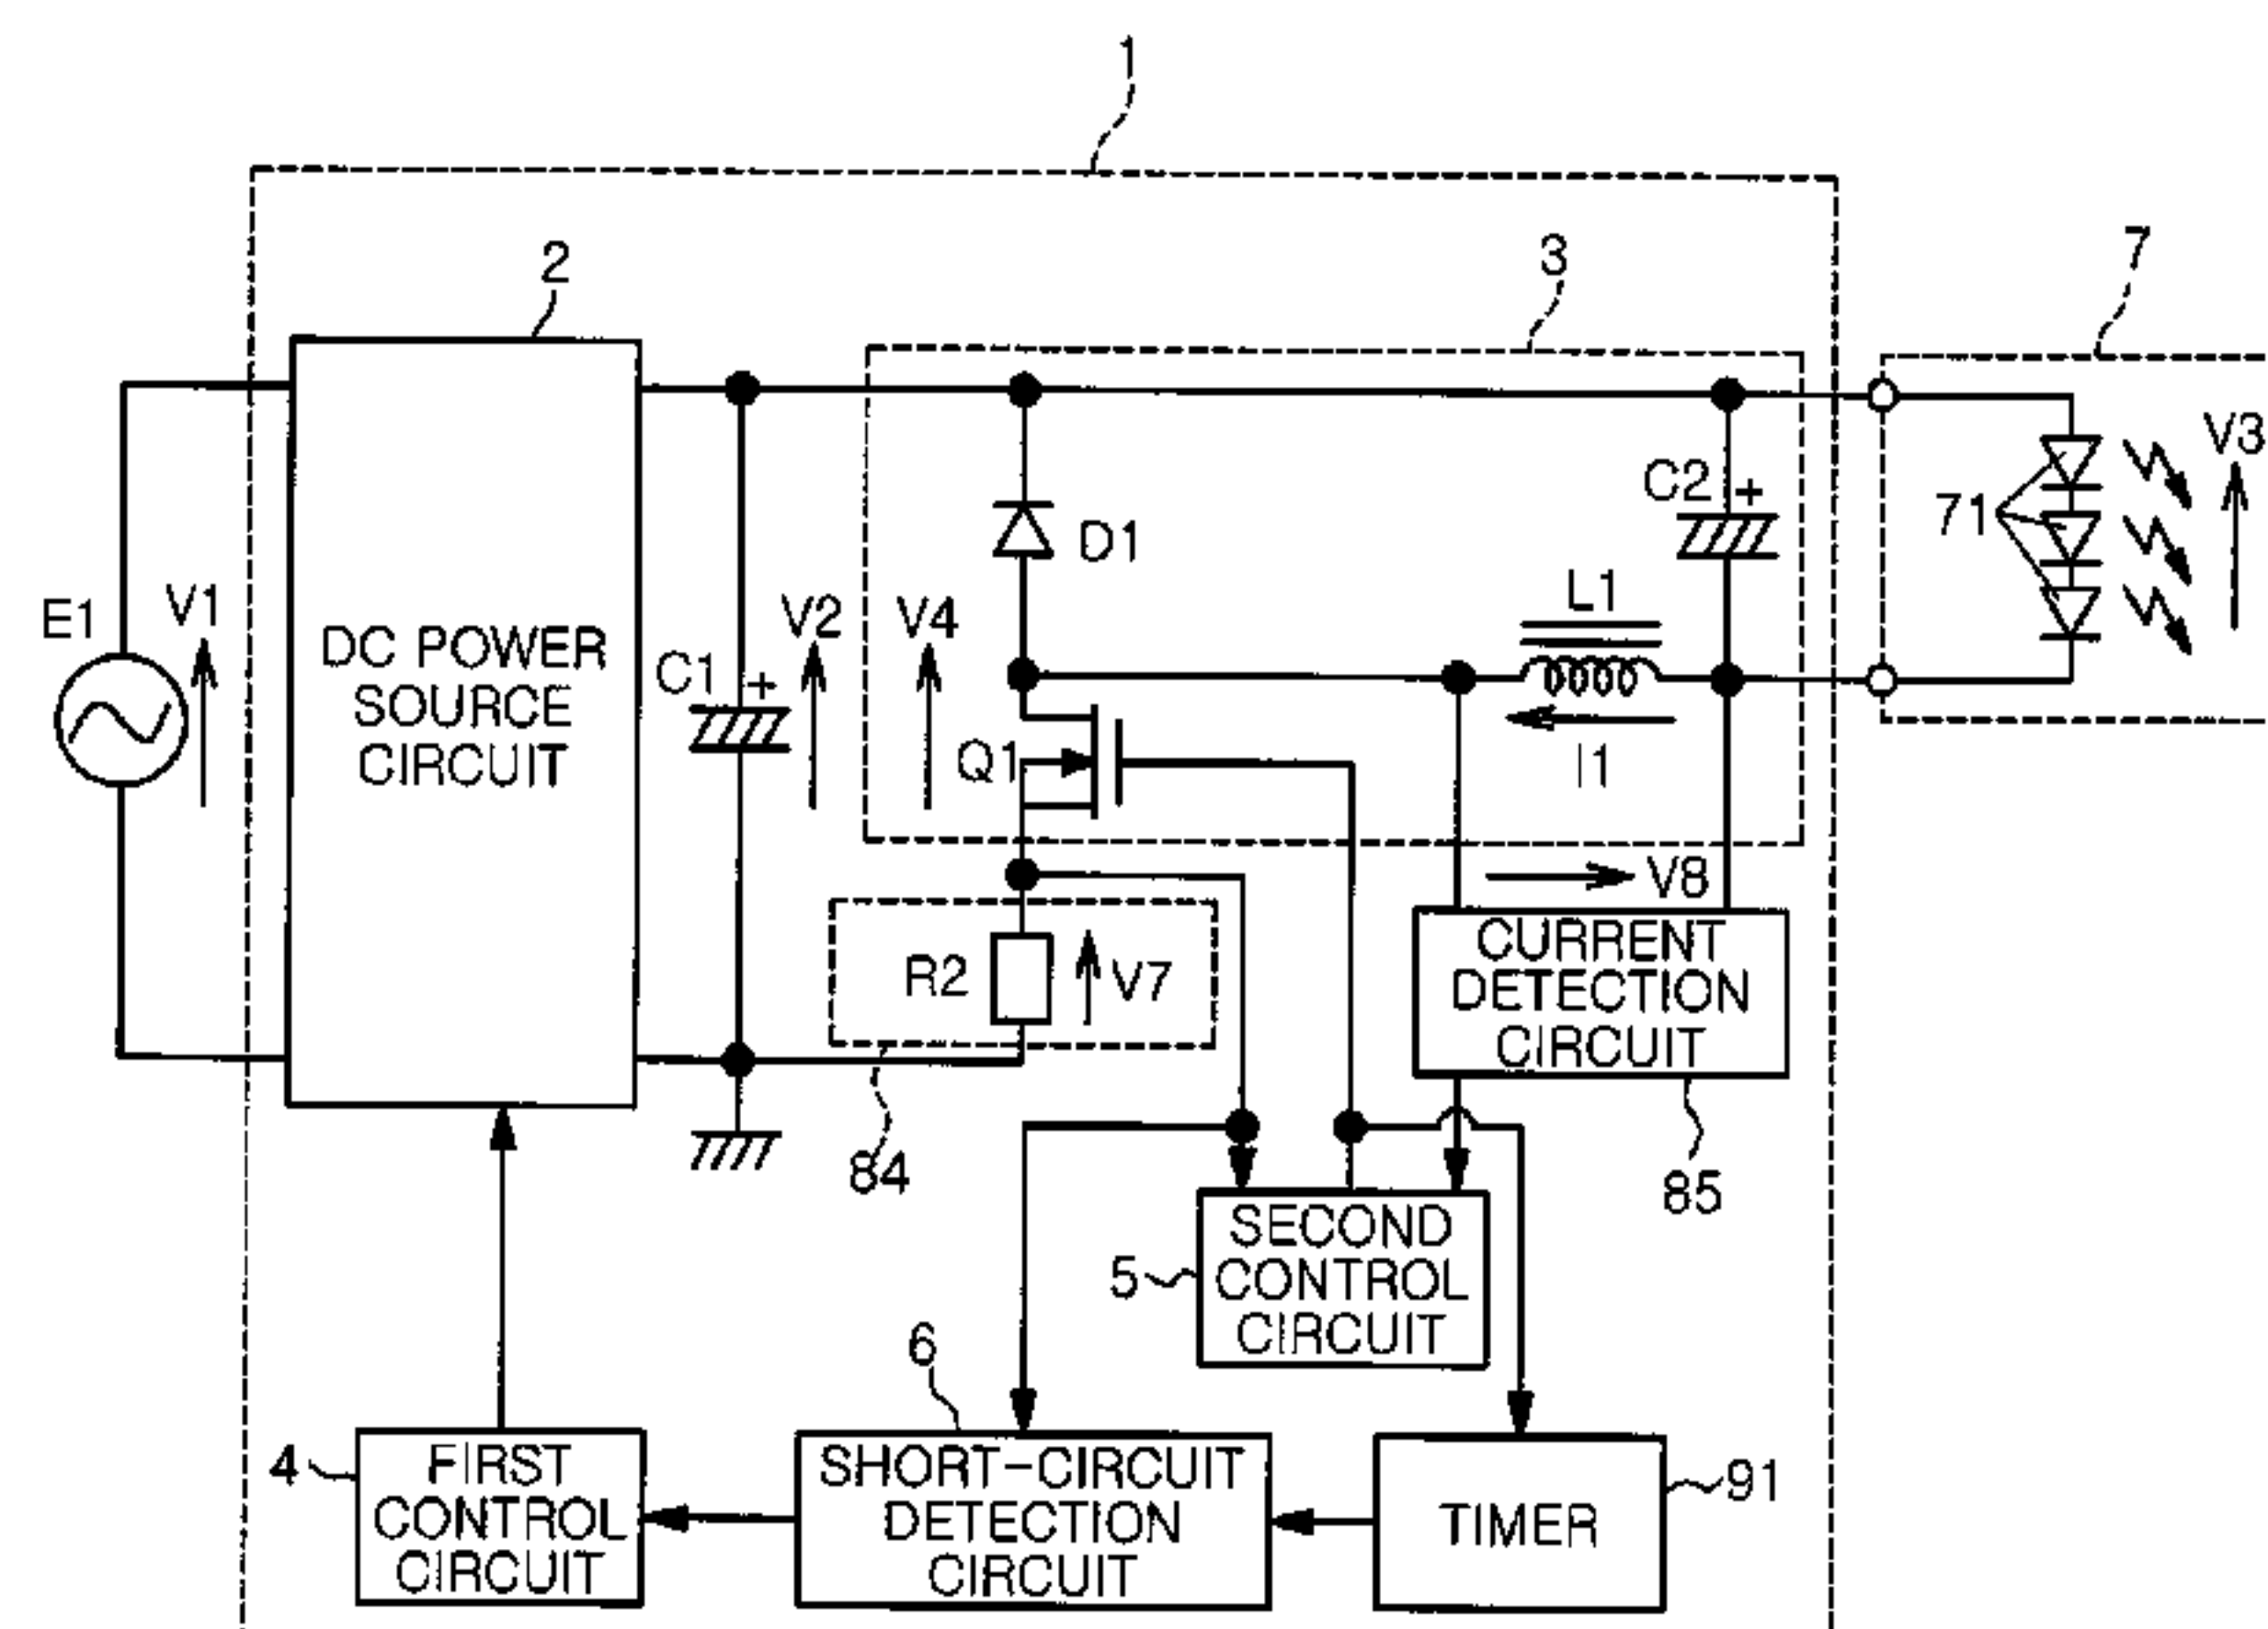 1
2
3
7
E1
V1
DC POWER
SOURCE
CIRCUIT
C1
+
V2
V4
D1
C2
+
71
V3
L1
I1
Q1
V8
R2
V7
CURRENT
DETECTION
CIRCUIT
84
85
SECOND
CONTROL
CIRCUIT
5
6
4
FIRST
CONTROL
CIRCUIT
SHORT-CIRCUIT
DETECTION
CIRCUIT
TIMER
91